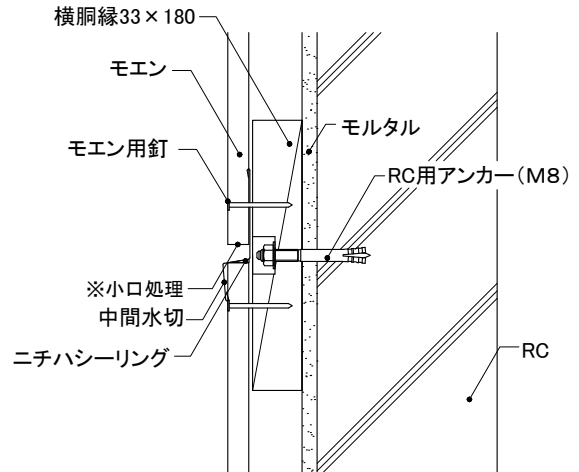 横胴縁33×180
モエン
モエン用釘
モルタル
RC用アンカー(M8)
※小口処理
中間水切
ニチハシーリング
RC